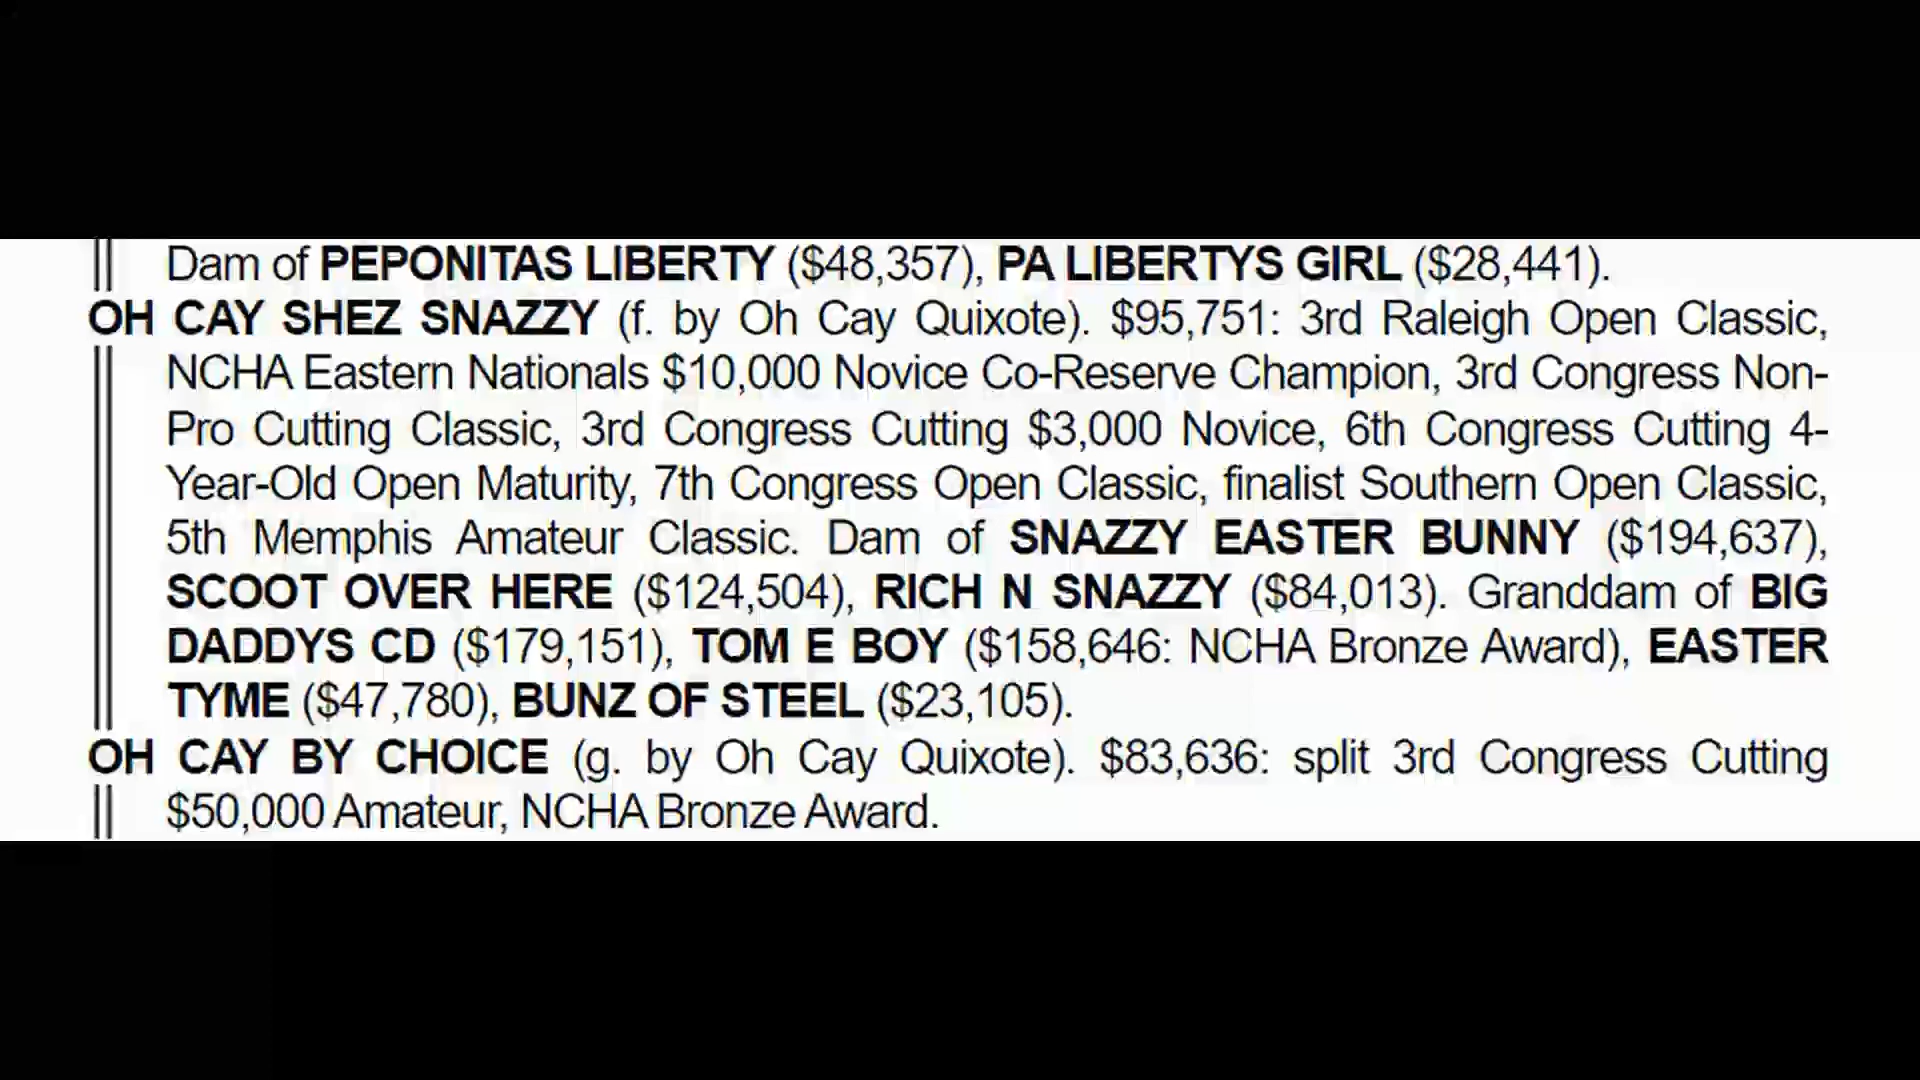 Dam of PEPONITAS LIBERTY ($48,357), PA LIBERTYS GIRL ($28,441).
OH CAY SHEZ SNAZZY (f. by Oh Cay Quixote). $95,751: 3rd Raleigh Open Classic,
NCHA Eastern Nationals $10,000 Novice Co-Reserve Champion, 3rd Congress Non-
Pro Cutting Classic, 3rd Congress Cutting $3,000 Novice, 6th Congress Cutting 4-
Year-Old Open Maturity, 7th Congress Open Classic, finalist Southern Open Classic,
5th Memphis Amateur Classic. Dam of SNAZZY EASTER BUNNY ($194,637),
SCOOT OVER HERE ($124,504), RICH N SNAZZY ($84,013). Granddam of BIG
DADDYS CD ($179,151), TOM E BOY ($158,646: NCHA Bronze Award), EASTER
TYME ($47,780), BUNZ OF STEEL ($23,105).
OH CAY BY CHOICE (g. by Oh Cay Quixote). $83,636: split 3rd Congress Cutting
$50,000 Amateur, NCHA Bronze Award.